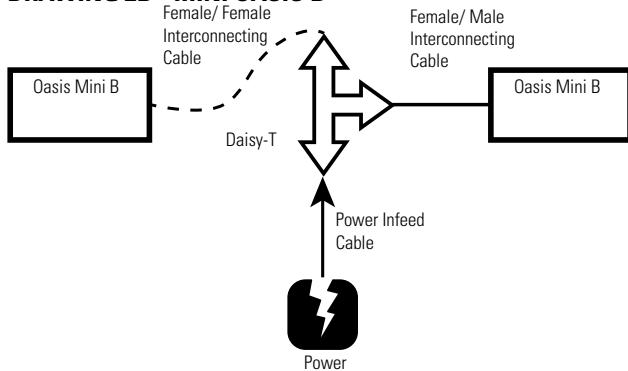 Female/ Female
Interconnecting
Cable
Female/ Male
Interconnecting
Cable
Oasis Mini B
Oasis Mini B
Daisy-T
Power Infeed
Cable
Power